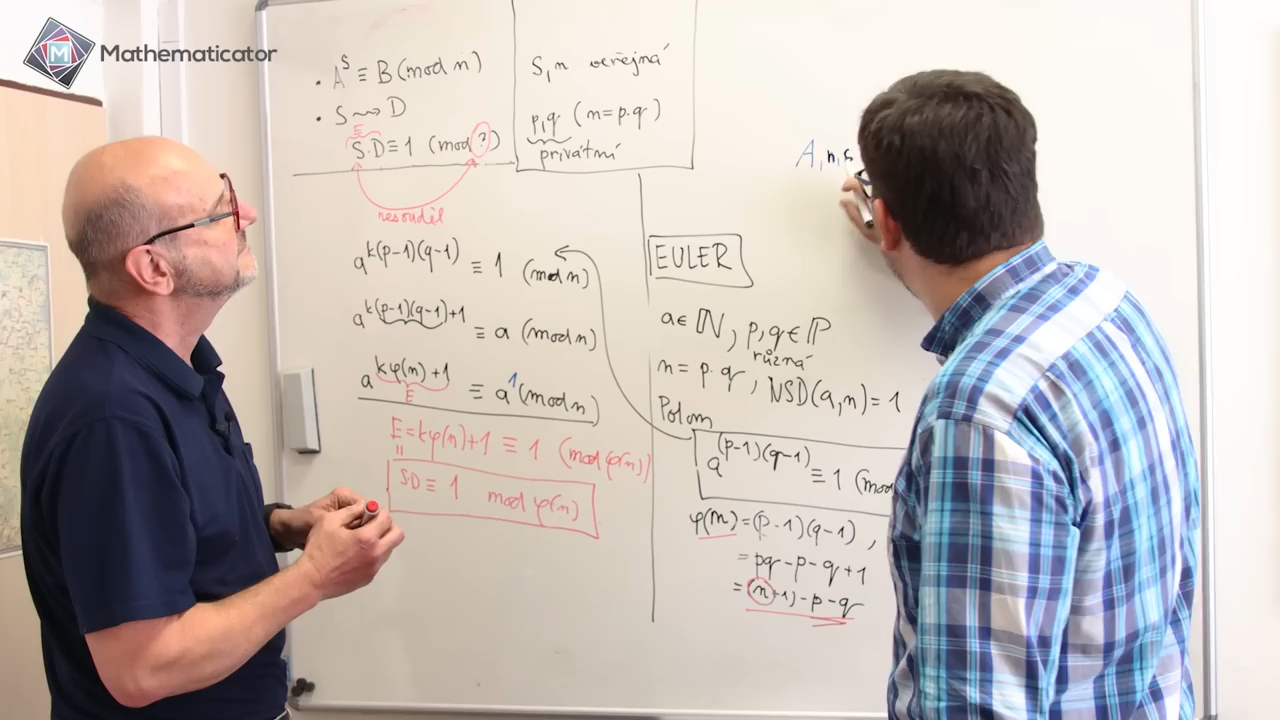 Mathematicator
• A^S ≡ B (mod n)
• S ⇝ D
E
S·D ≡ 1 (mod ?)
nesouděl
S, n veřejná
p, q (n = p·q)
privátní
a^{k(p-1)(q-1)} ≡ 1 (mod n)
a^{k(p-1)(q-1)+1} ≡ a (mod n)
a^{kφ(n)+1} ≡ a^1 (mod n)
E
E = kφ(n)+1 ≡ 1 (mod φ(n))
S·D ≡ 1 mod φ(n)
A, n, s
EULER
a ∈ ℕ, p, q ∈ ℙ
různá
n = p·q, NSD(a, n) = 1
Potom
a^{(p-1)(q-1)} ≡ 1 (mod
φ(n) = (p-1)(q-1),
= pq - p - q + 1
= (n+1) - p - q